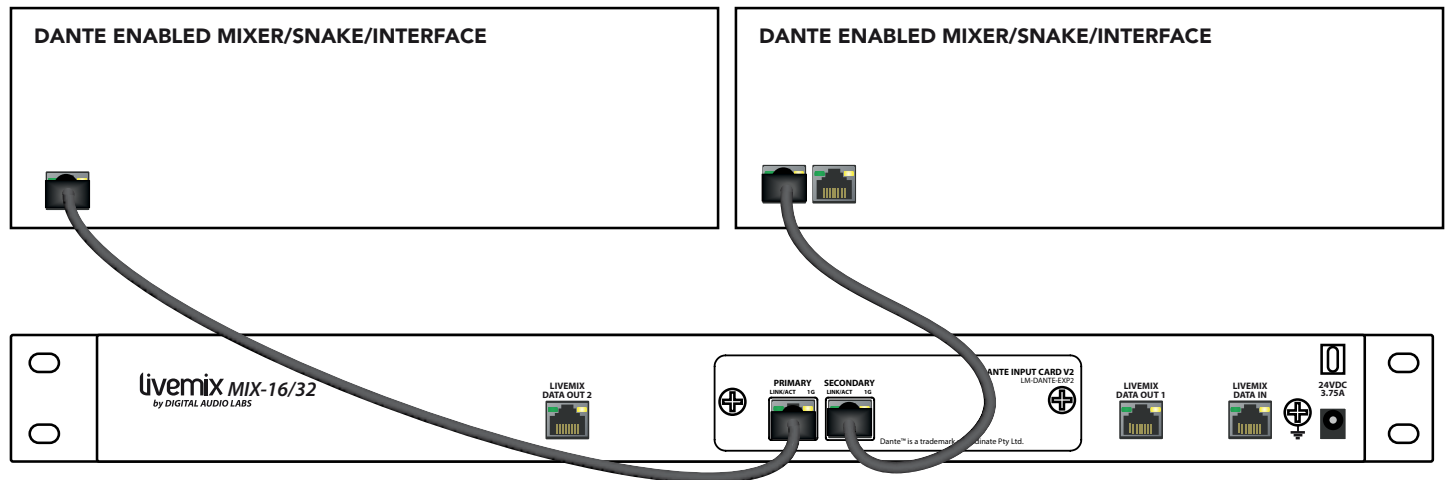 DANTE ENABLED MIXER/SNAKE/INTERFACE
DANTE ENABLED MIXER/SNAKE/INTERFACE
livemix MIX-16/32
by DIGITAL AUDIO LABS
LIVEMIX
DATA OUT 2
PRIMARY
LINK/ACT 1G
SECONDARY
LINK/ACT 1G
ANTE INPUT CARD V2
LM-DANTE-EXP2
Dante™ is a trademark dinate Pty Ltd.
LIVEMIX
DATA OUT 1
LIVEMIX
DATA IN
24VDC
3.75A